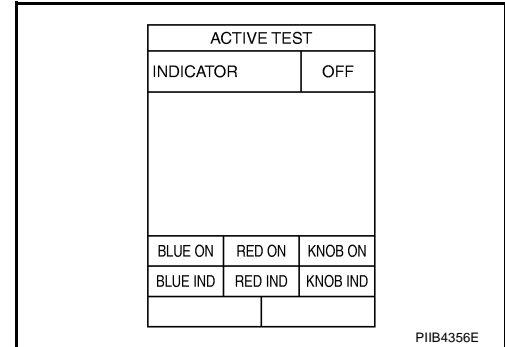 ACTIVE TEST
INDICATOR OFF
BLUE ON RED ON KNOB ON
BLUE IND RED IND KNOB IND
PIIB4356E